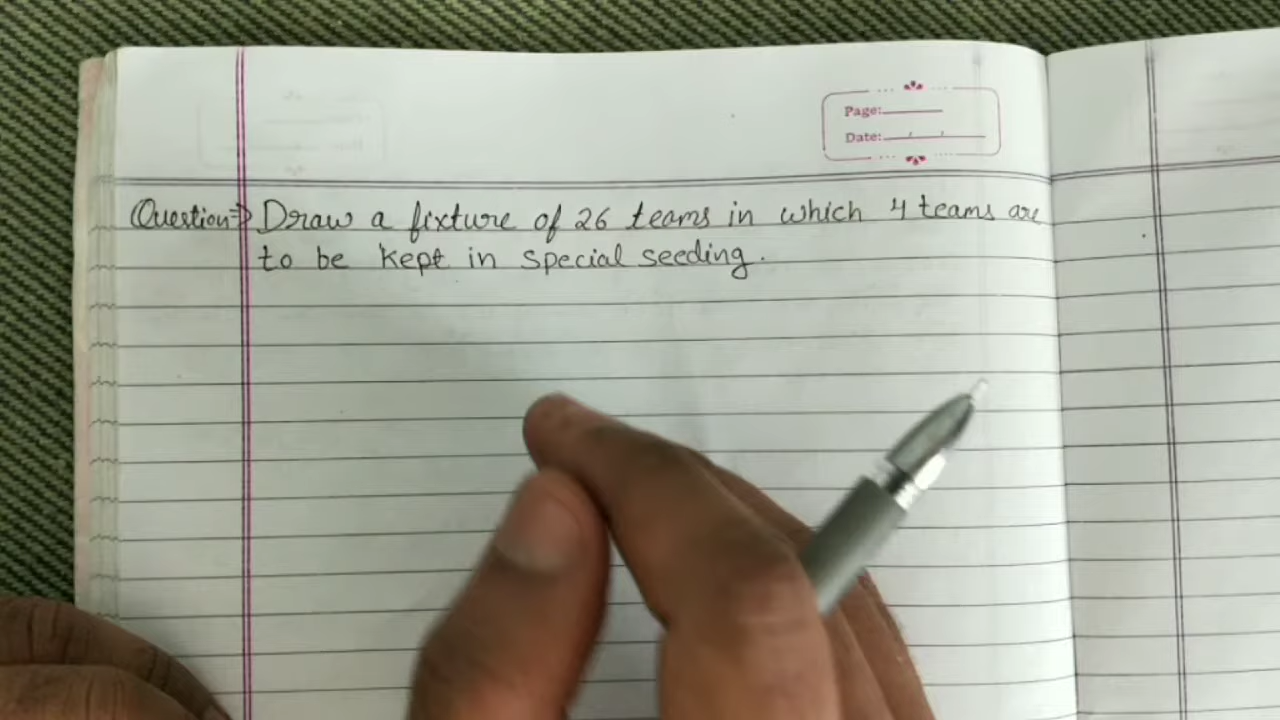 Page:
Date:
Question⇒ Draw a fixture of 26 teams in which 4 teams are
to be kept in special seeding.